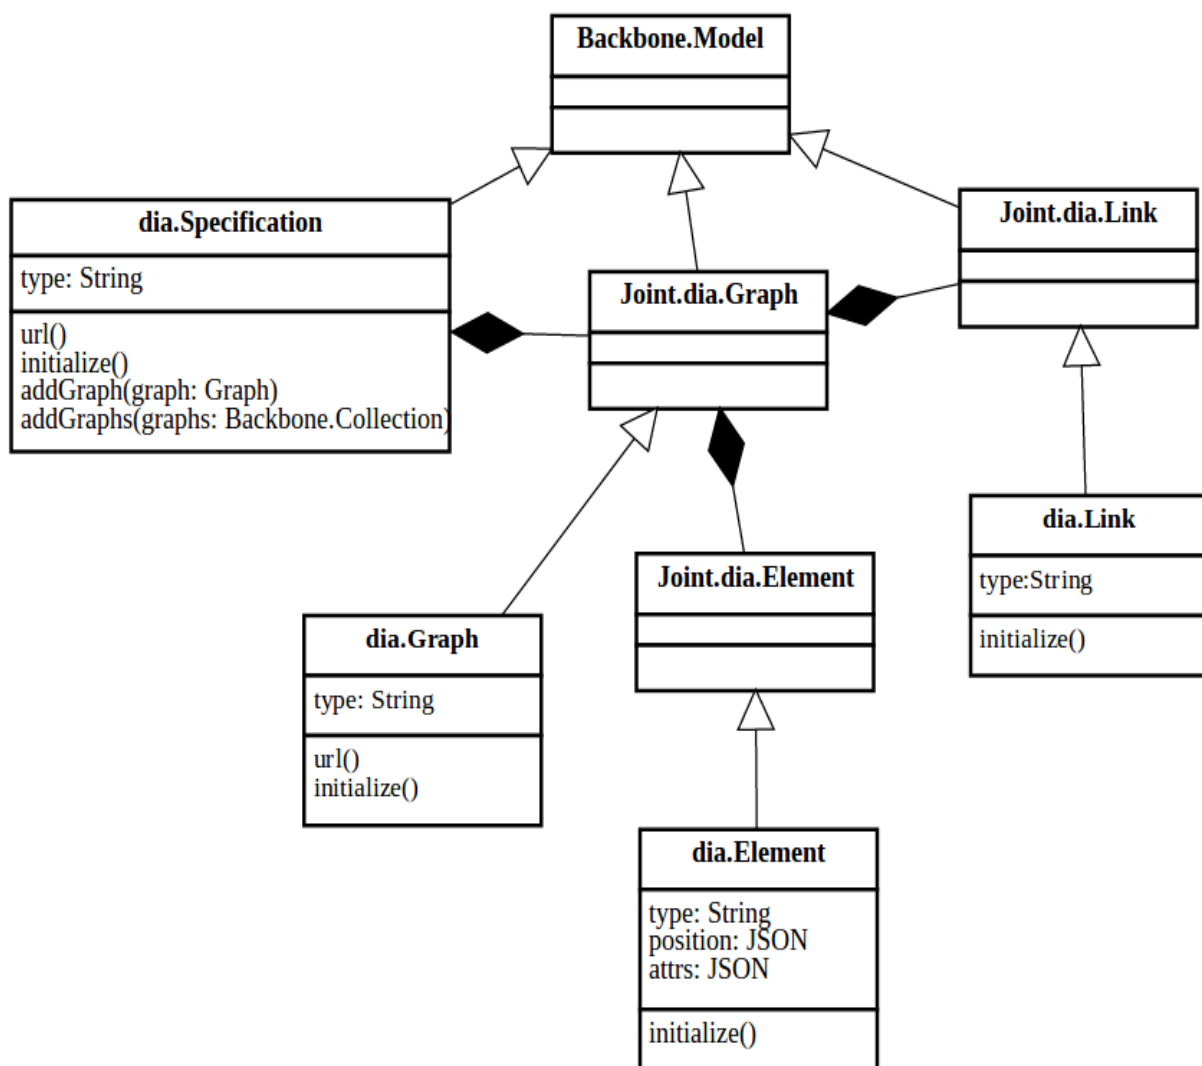 Backbone.Model
dia.Specification
type: String
url()
initialize()
addGraph(graph: Graph)
addGraphs(graphs: Backbone.Collection)
Joint.dia.Graph
Joint.dia.Link
dia.Link
type:String
initialize()
Joint.dia.Element
dia.Graph
type: String
url()
initialize()
dia.Element
type: String
position: JSON
attrs: JSON
initialize()